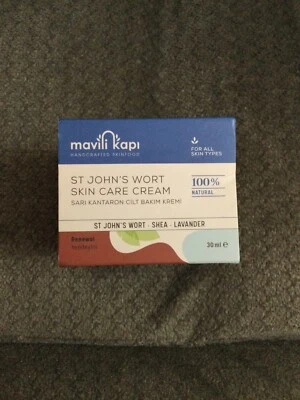 mavili kapı
HANDCRAFTED SKINFOOD
FOR ALL
SKIN TYPES
ST JOHN'S WORT
SKIN CARE CREAM
SARI KANTARON CİLT BAKIM KREMİ
100%
NATURAL
ST JOHN'S WORT · SHEA · LAVANDER
Renewal
30 ml e